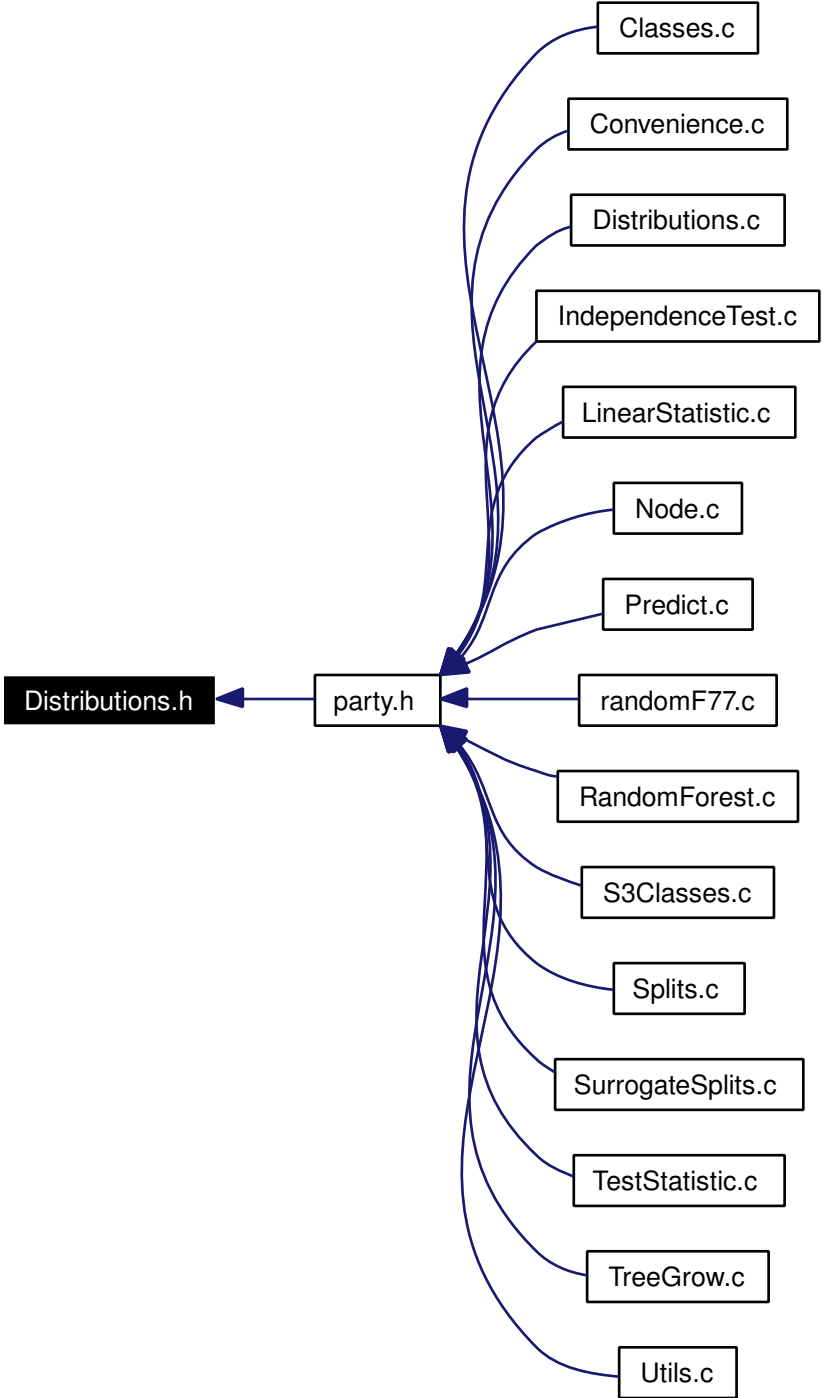 Classes.c
Convenience.c
Distributions.c
IndependenceTest.c
LinearStatistic.c
Node.c
Predict.c
Distributions.h
party.h
randomF77.c
RandomForest.c
S3Classes.c
Splits.c
SurrogateSplits.c
TestStatistic.c
TreeGrow.c
Utils.c